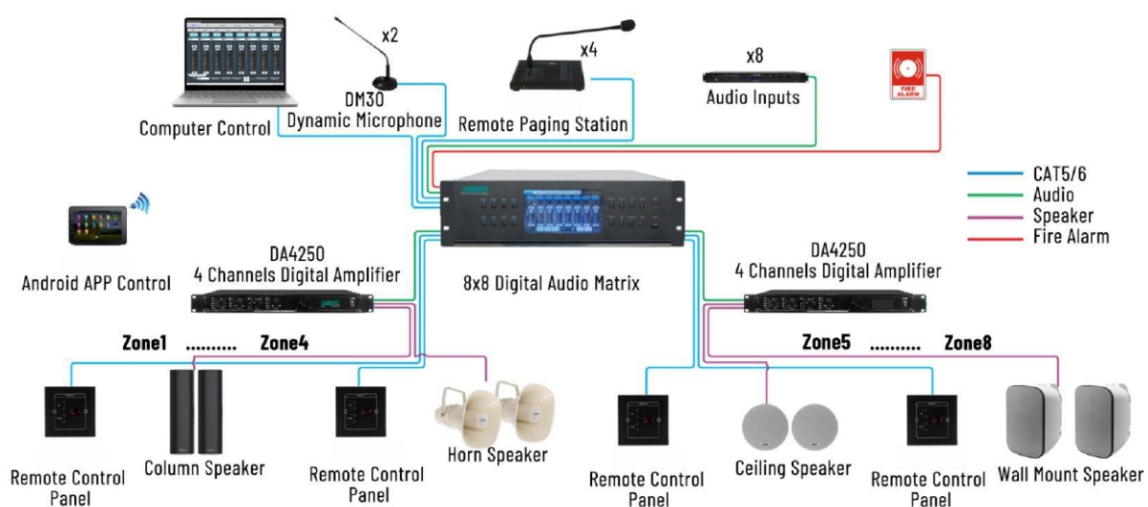 x2
x4
x8
FIRE
ALARM
Computer Control
DM30
Dynamic Microphone
Remote Paging Station
Audio Inputs
CAT5/6
Audio
Speaker
Fire Alarm
Android APP Control
DA4250
4 Channels Digital Amplifier
8x8 Digital Audio Matrix
DA4250
4 Channels Digital Amplifier
Zone1 .......... Zone4
Zone5 .......... Zone8
Remote Control
Panel
Column Speaker
Remote Control
Panel
Horn Speaker
Remote Control
Panel
Ceiling Speaker
Remote Control
Panel
Wall Mount Speaker